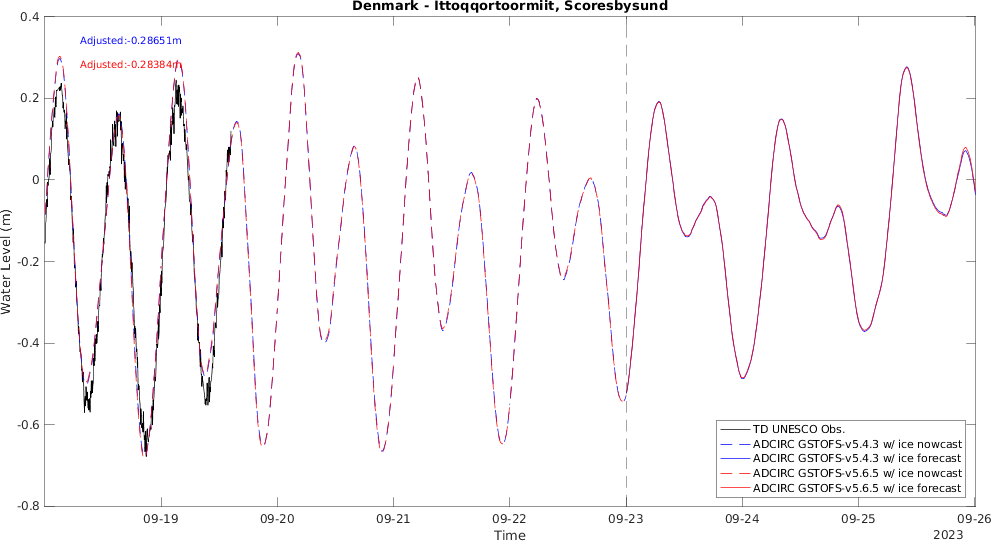 Denmark - Ittoqqortoormiit, Scoresbysund
Adjusted:-0.28651m
Adjusted:-0.28384m
Water Level (m)
0.4
0.2
0
-0.2
-0.4
-0.6
-0.8
TD UNESCO Obs.
ADCIRC GSTOFS-v5.4.3 w/ ice nowcast
ADCIRC GSTOFS-v5.4.3 w/ ice forecast
ADCIRC GSTOFS-v5.6.5 w/ ice nowcast
ADCIRC GSTOFS-v5.6.5 w/ ice forecast
09-19 09-20 09-21 09-22 09-23 09-24 09-25 09-26
Time
2023